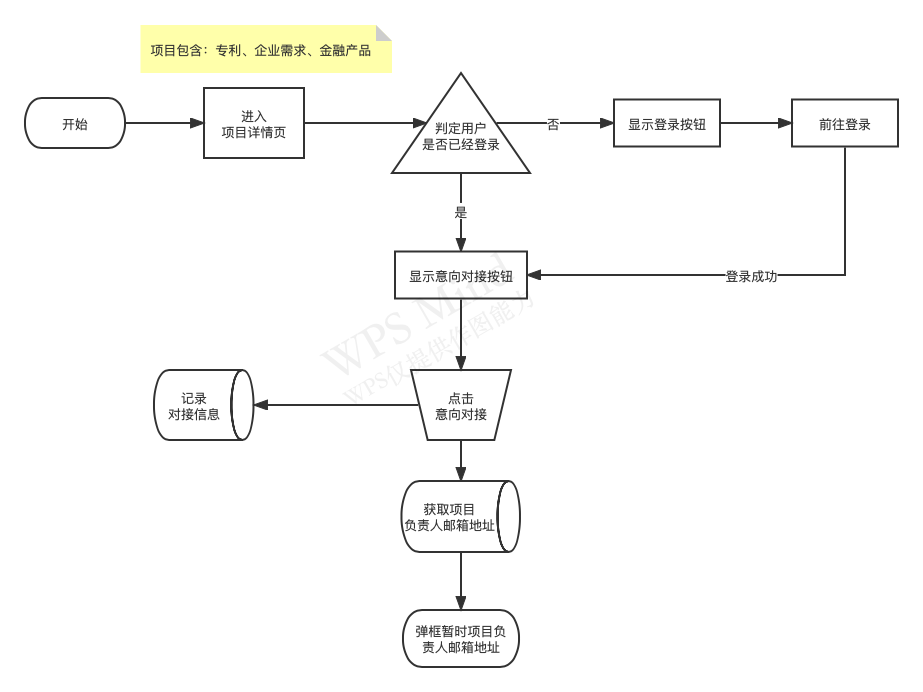 项目包含：专利、企业需求、金融产品
开始
进入
项目详情页
判定用户
是否已经登录
否
显示登录按钮
前往登录
是
显示意向对接按钮
登录成功
WPS Mind
WPS仅提供作图能力
记录
对接信息
点击
意向对接
获取项目
负责人邮箱地址
弹框暂时项目负
责人邮箱地址